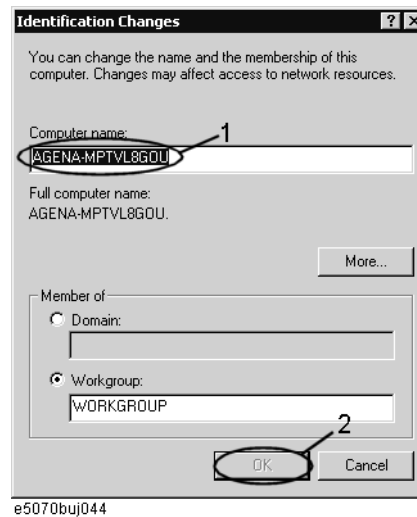 Identification Changes
You can change the name and the membership of this
computer. Changes may affect access to network resources.
Computer name:
1
AGENA-MPTVL8GOU
Full computer name:
AGENA-MPTVL8GOU.
More...
Member of
Domain:
Workgroup:
WORKGROUP
2
OK
Cancel
e5070buj044